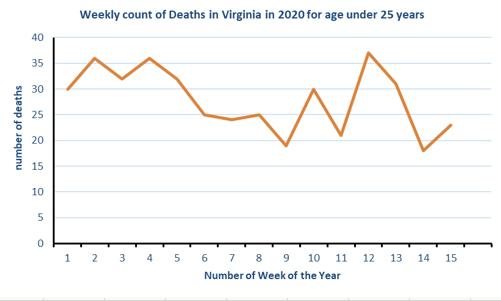 Weekly count of Deaths in Virginia in 2020 for age under 25 years
number of deaths
40
35
30
25
20
15
10
5
0
1 2 3 4 5 6 7 8 9 10 11 12 13 14 15
Number of Week of the Year